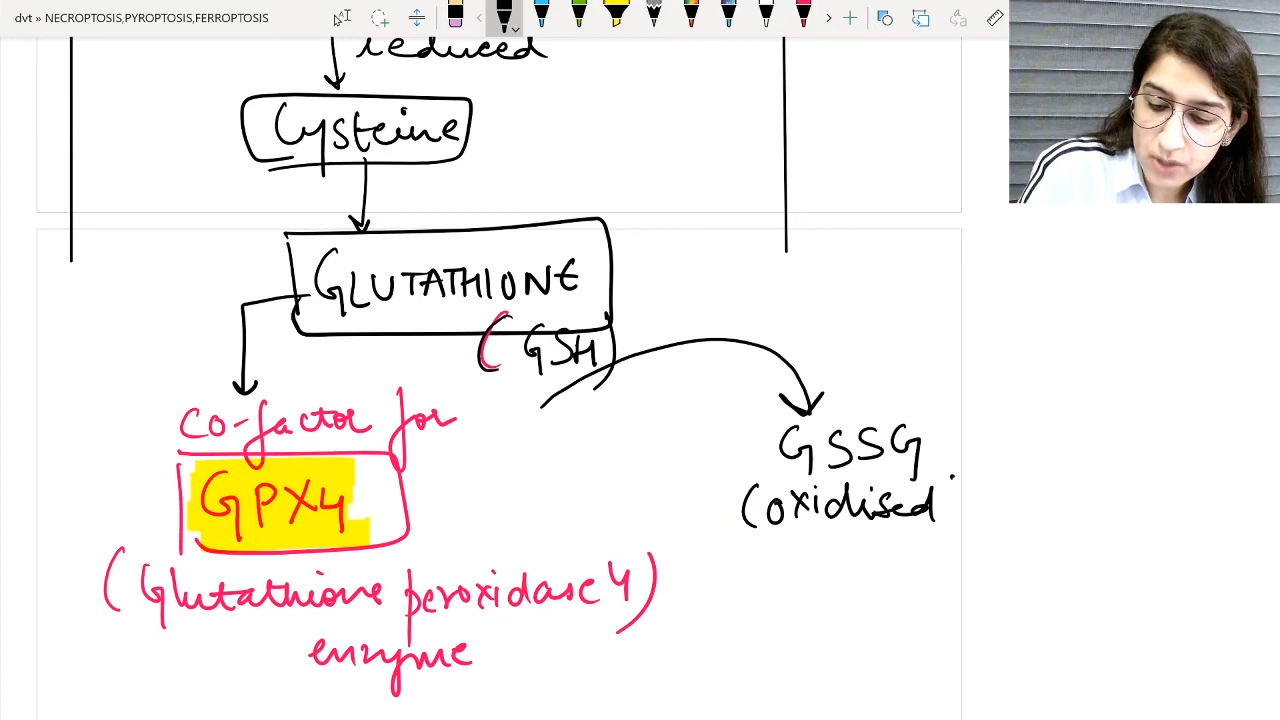 dvt » NECROPTOSIS,PYROPTOSIS,FERROPTOSIS
reduced
Cysteine
GLUTATHIONE
(GSH)
co-factor for
GPX4
(Glutathione peroxidase 4)
enzyme
GSSG
(oxidised